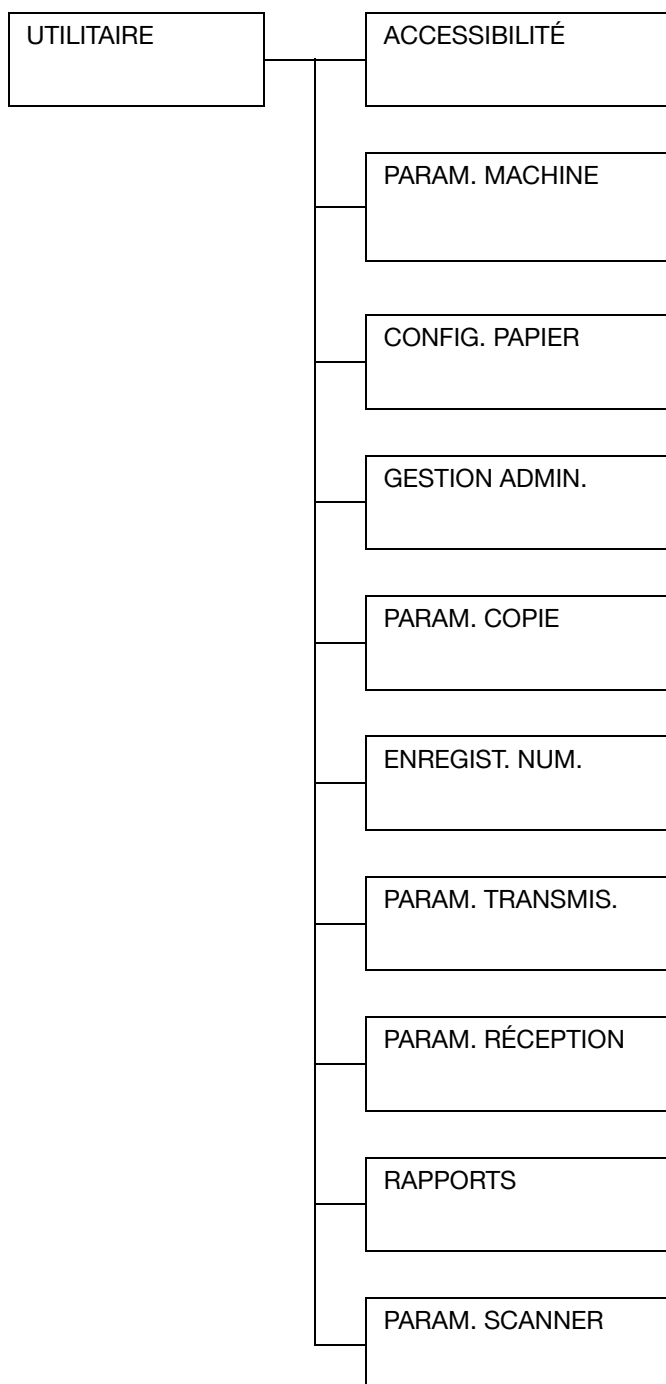 UTILITAIRE
ACCESSIBILITÉ
PARAM. MACHINE
CONFIG. PAPIER
GESTION ADMIN.
PARAM. COPIE
ENREGIST. NUM.
PARAM. TRANSMIS.
PARAM. RÉCEPTION
RAPPORTS
PARAM. SCANNER